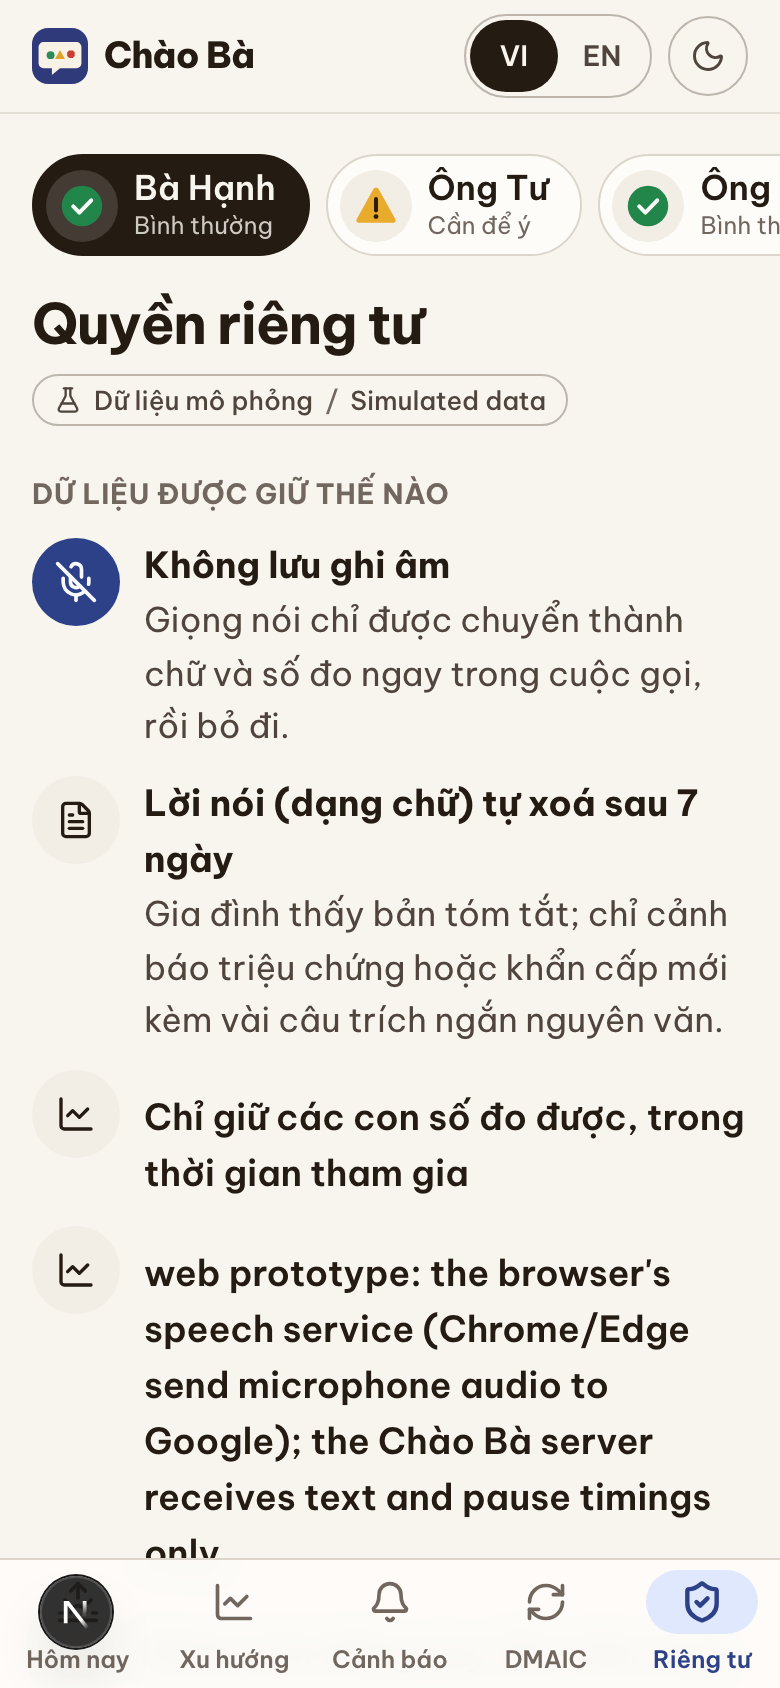 Chào Bà
VI
EN
Bà Hạnh
Bình thường
Ông Tư
Cần để ý
Ông
Bình th
Quyền riêng tư
Dữ liệu mô phỏng / Simulated data
DỮ LIỆU ĐƯỢC GIỮ THẾ NÀO
Không lưu ghi âm
Giọng nói chỉ được chuyển thành
chữ và số đo ngay trong cuộc gọi,
rồi bỏ đi.
Lời nói (dạng chữ) tự xoá sau 7
ngày
Gia đình thấy bản tóm tắt; chỉ cảnh
báo triệu chứng hoặc khẩn cấp mới
kèm vài câu trích ngắn nguyên văn.
Chỉ giữ các con số đo được, trong
thời gian tham gia
web prototype: the browser's
speech service (Chrome/Edge
send microphone audio to
Google); the Chào Bà server
receives text and pause timings
only
N
Hôm nay
Xu hướng
Cảnh báo
DMAIC
Riêng tư